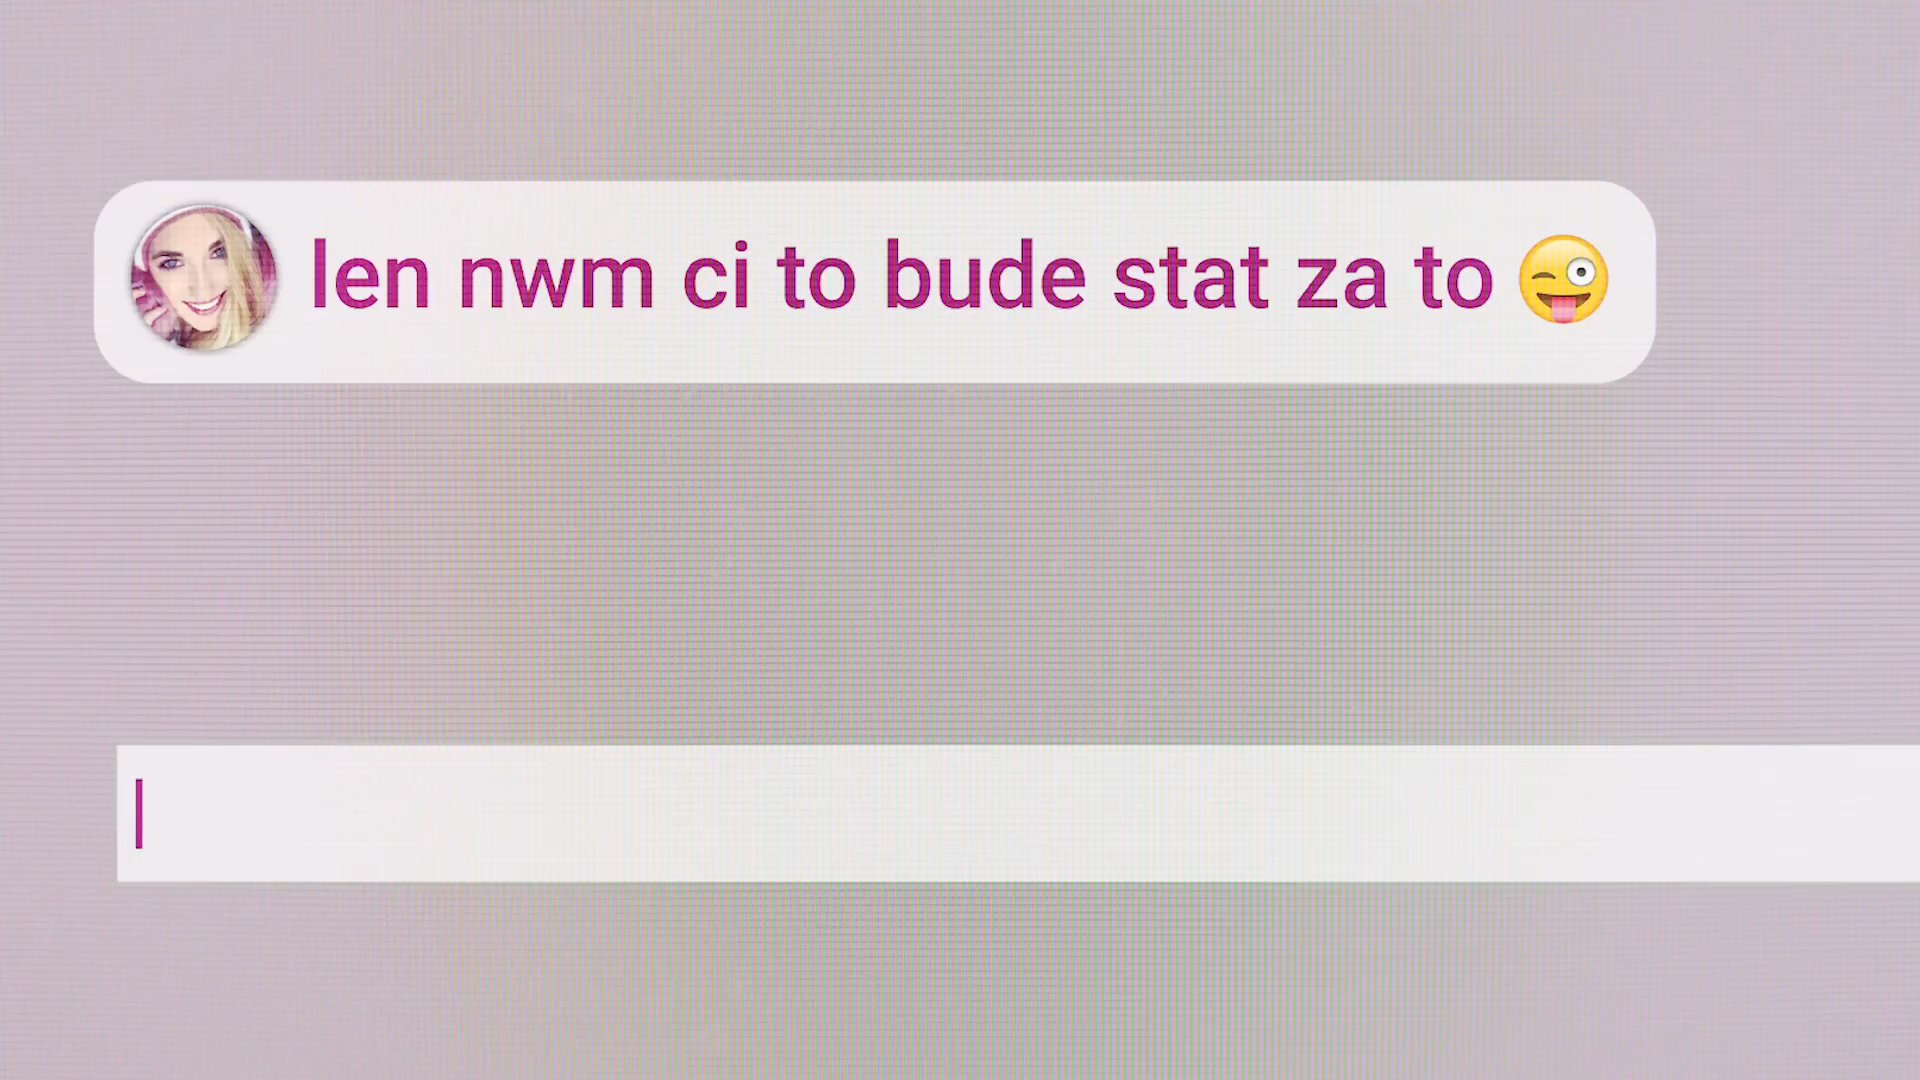 len nwm ci to bude stat za to 😜